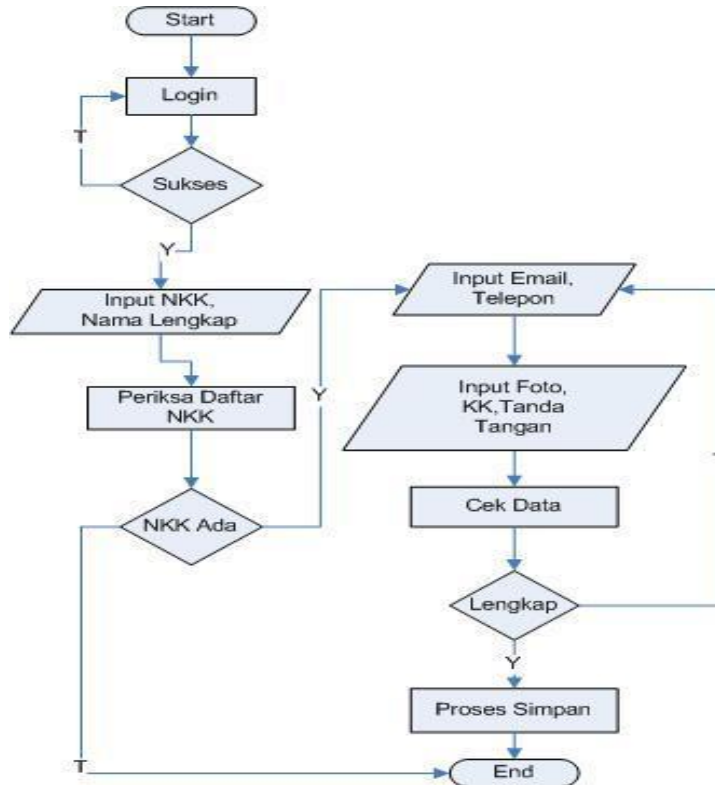 Start
Login
T
Sukses
Y
Input NKK,
Nama Lengkap
Periksa Daftar
NKK
NKK Ada
Y
Input Email,
Telepon
Input Foto,
KK,Tanda
Tangan
Cek Data
Lengkap
Y
Proses Simpan
T
End